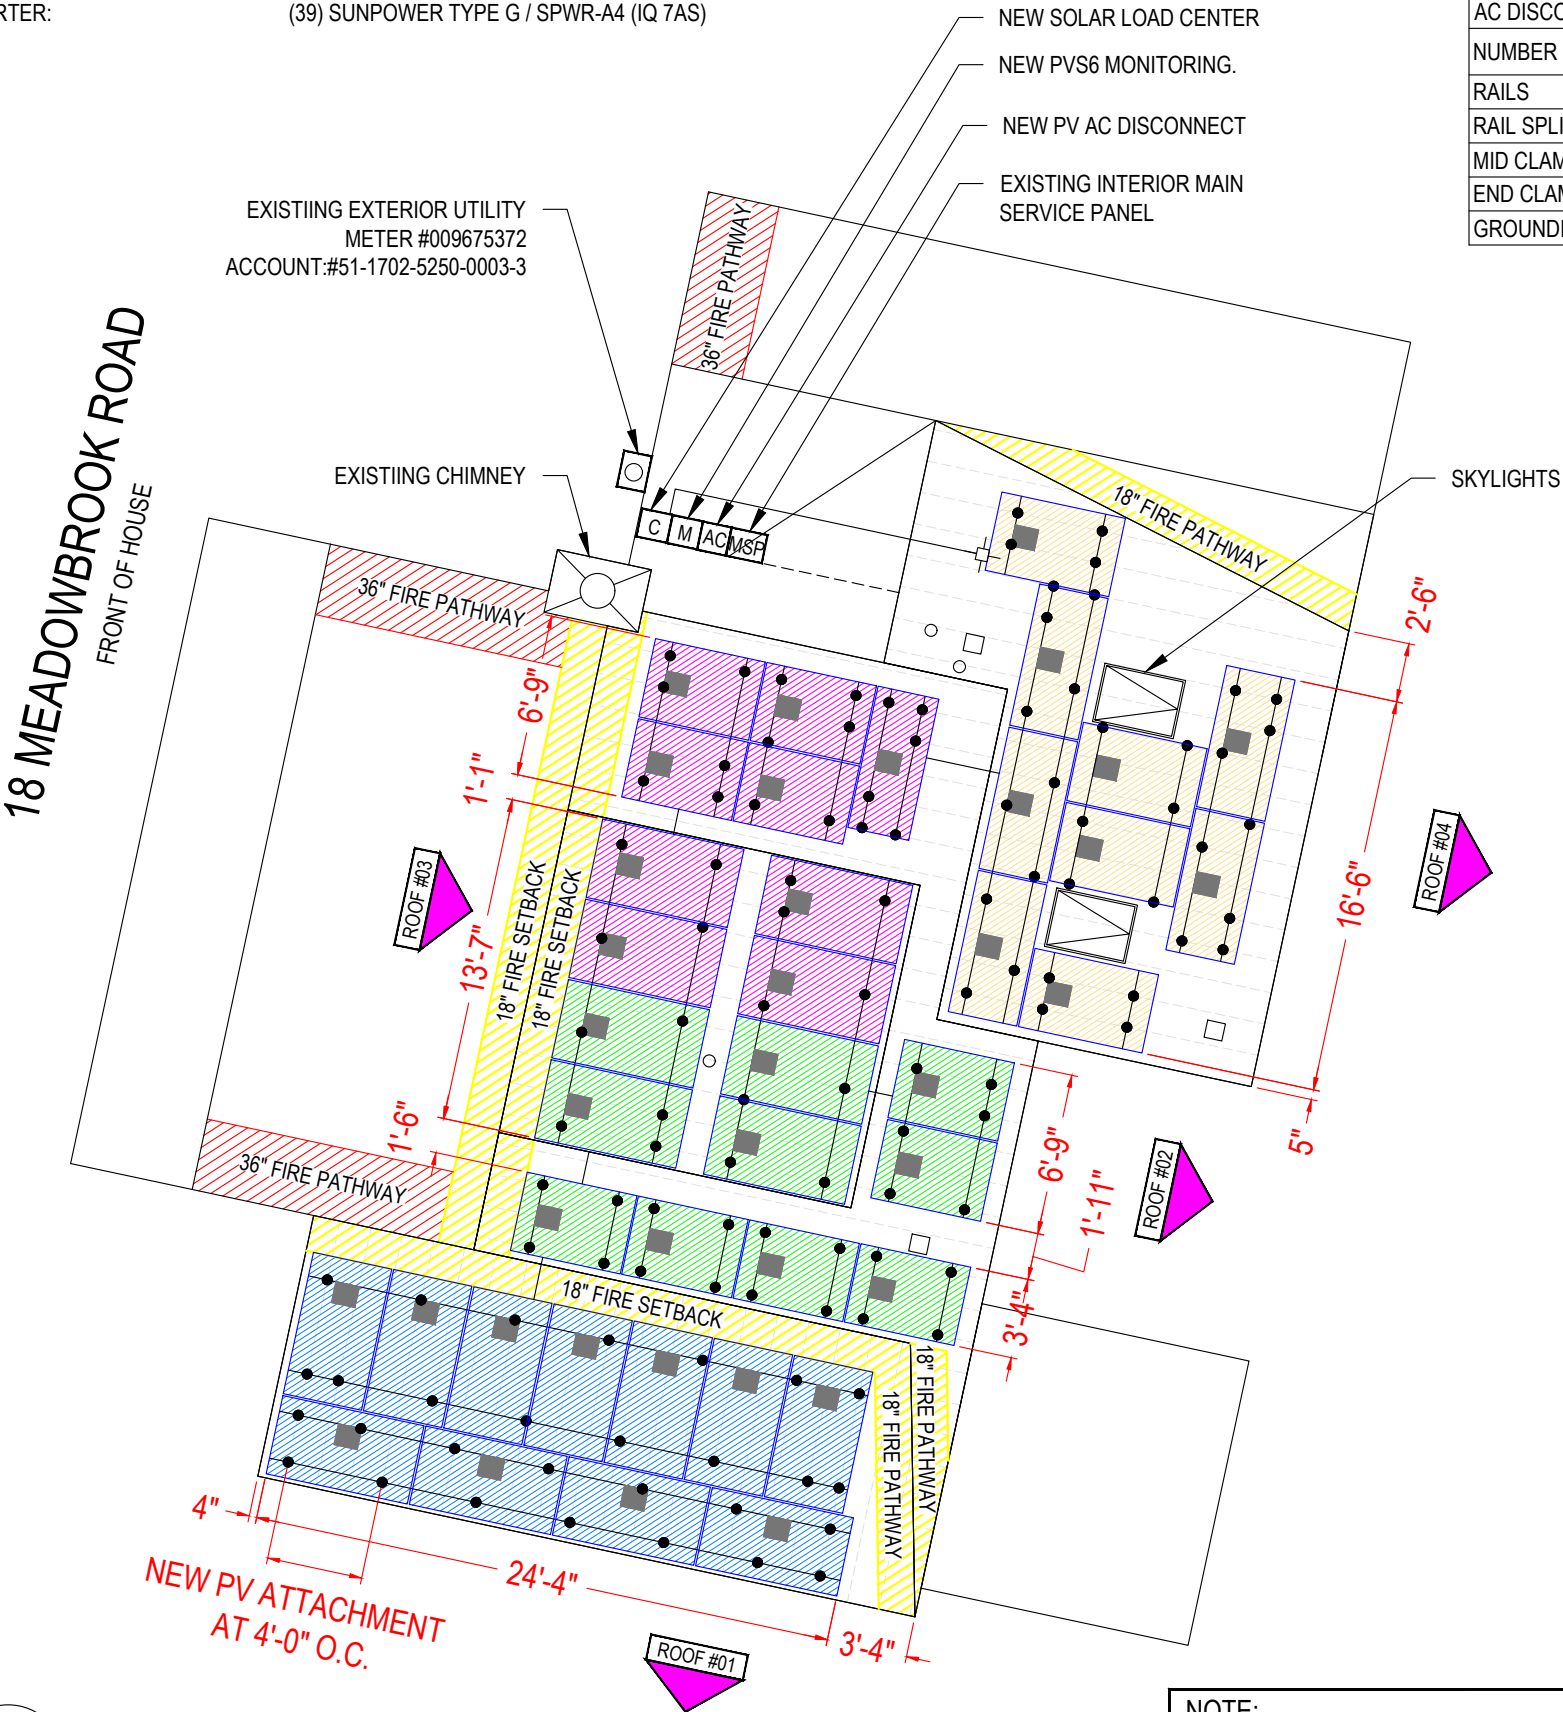 RTER:
(39) SUNPOWER TYPE G / SPWR-A4 (IQ 7AS)
NEW SOLAR LOAD CENTER
NEW PVS6 MONITORING.
NEW PV AC DISCONNECT
EXISTING INTERIOR MAIN
SERVICE PANEL
AC DISCO
NUMBER
RAILS
RAIL SPLI
MID CLAM
END CLAM
GROUND
EXISTIING EXTERIOR UTILITY
METER #009675372
ACCOUNT:#51-1702-5250-0003-3
36" FIRE PATHWAY
18 MEADOWBROOK ROAD
FRONT OF HOUSE
EXISTIING CHIMNEY
SKYLIGHTS
C
M
AC
MSP
18" FIRE PATHWAY
36" FIRE PATHWAY
2'-6"
6'-9"
1'-1"
ROOF #03
ROOF #04
16'-6"
13'-7"
18" FIRE SETBACK
18" FIRE SETBACK
5"
1'-6"
36" FIRE PATHWAY
6'-9"
ROOF #02
1'-11"
18" FIRE SETBACK
3'-4"
18" FIRE PATHWAY
18" FIRE PATHWAY
4"
24'-4"
3'-4"
NEW PV ATTACHMENT
AT 4'-0" O.C.
ROOF #01
NOTE: